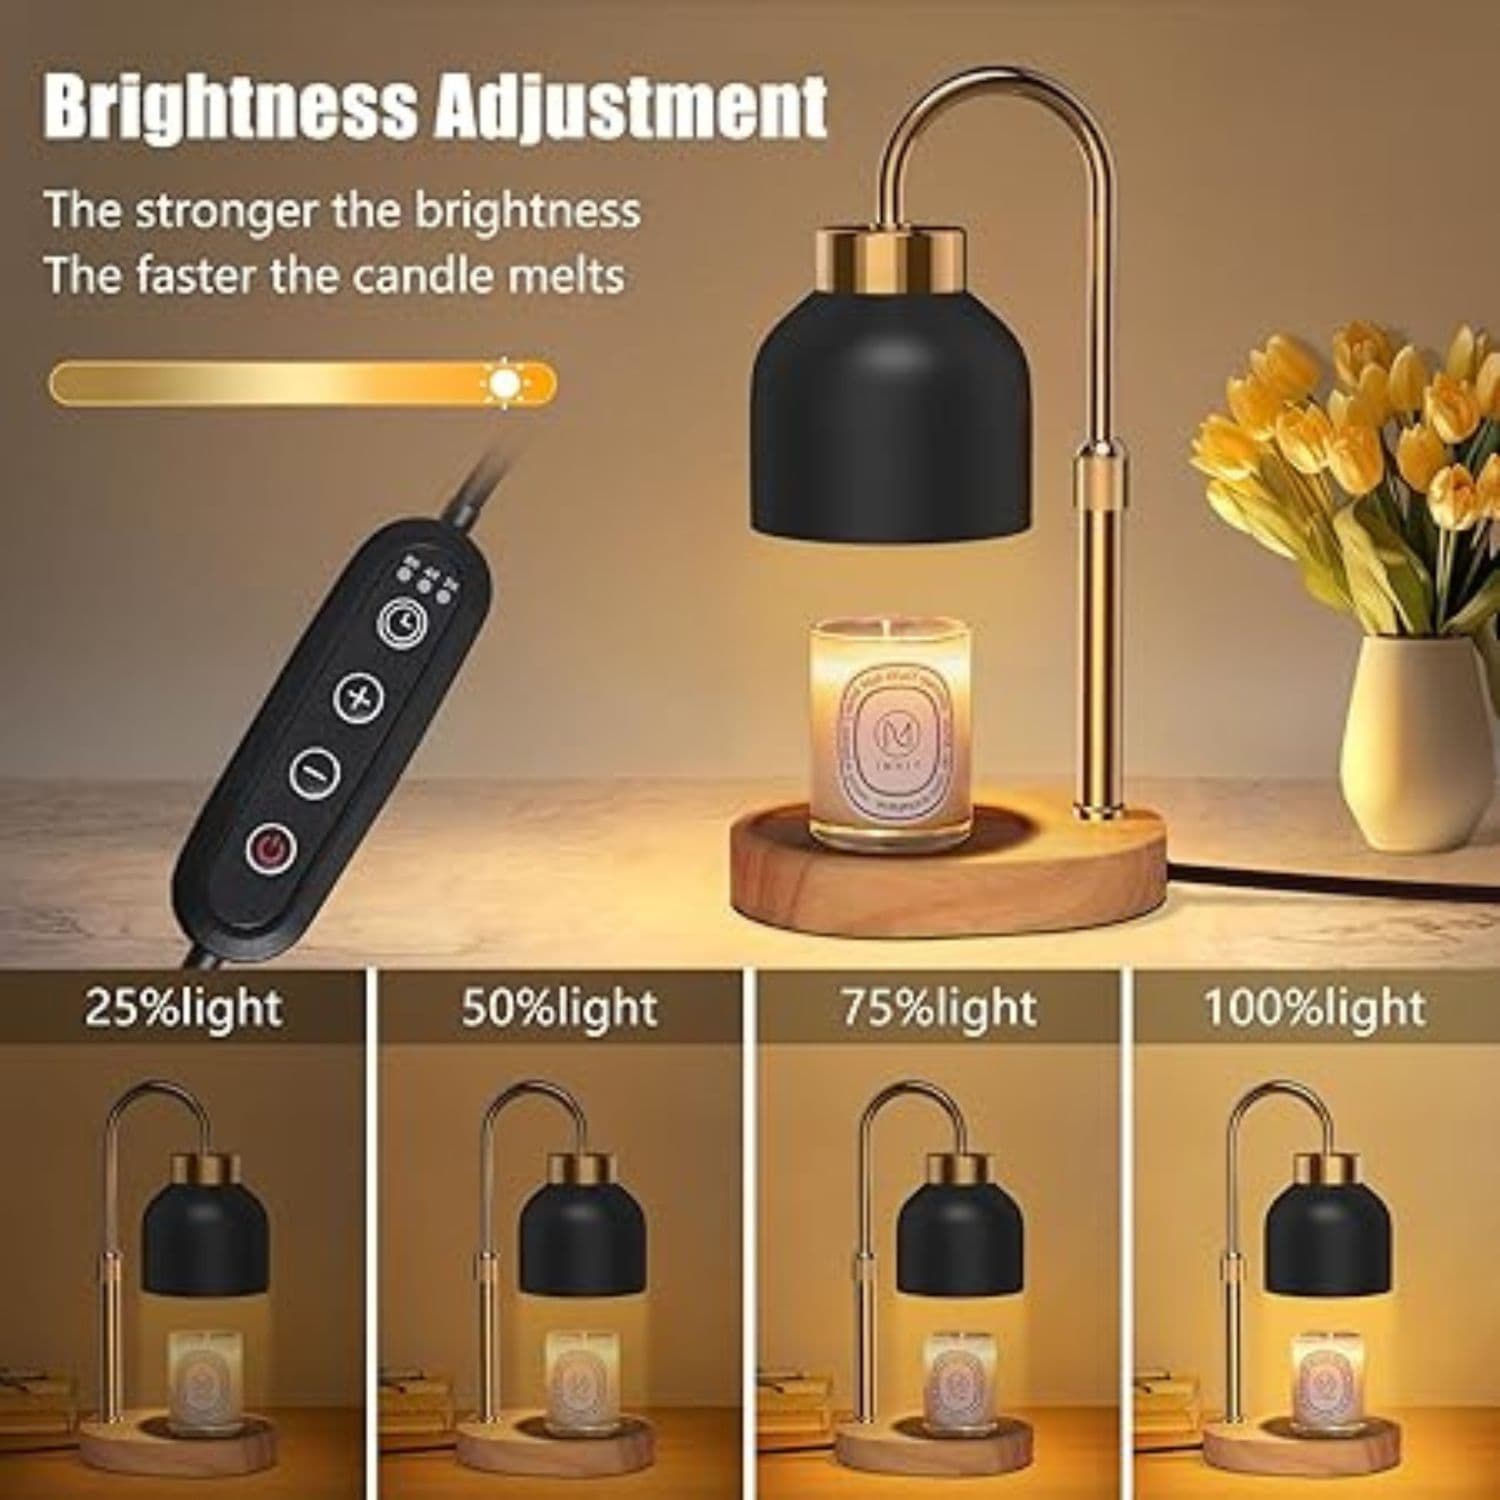 Brightness Adjustment
The stronger the brightness
The faster the candle melts
25%light
50%light
75%light
100%light